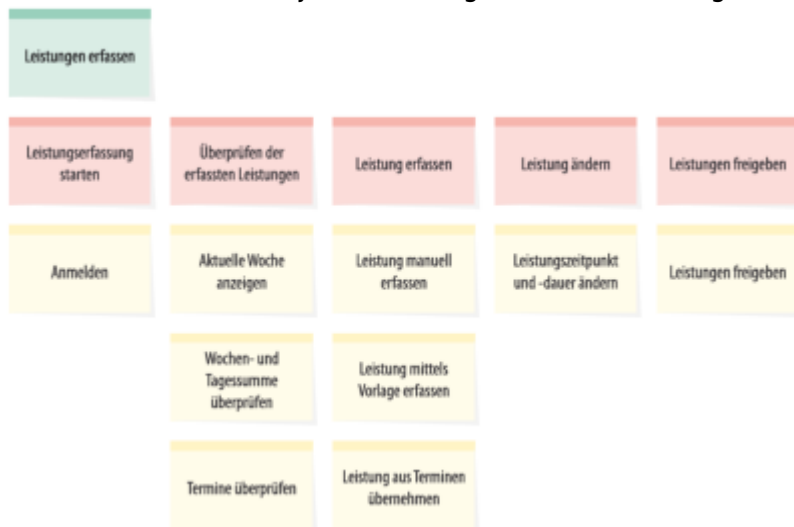 Leistungen erfassen
Leistungserfassung
starten
Überprüfen der
erfassten Leistungen
Leistung erfassen
Leistung ändern
Leistungen freigeben
Anmelden
Aktuelle Woche
anzeigen
Leistung manuell
erfassen
Leistungszeitpunkt
und -dauer ändern
Leistungen freigeben
Wochen- und
Tagessumme
überprüfen
Leistung mittels
Vorlage erfassen
Termine überprüfen
Leistung aus Terminen
übernehmen